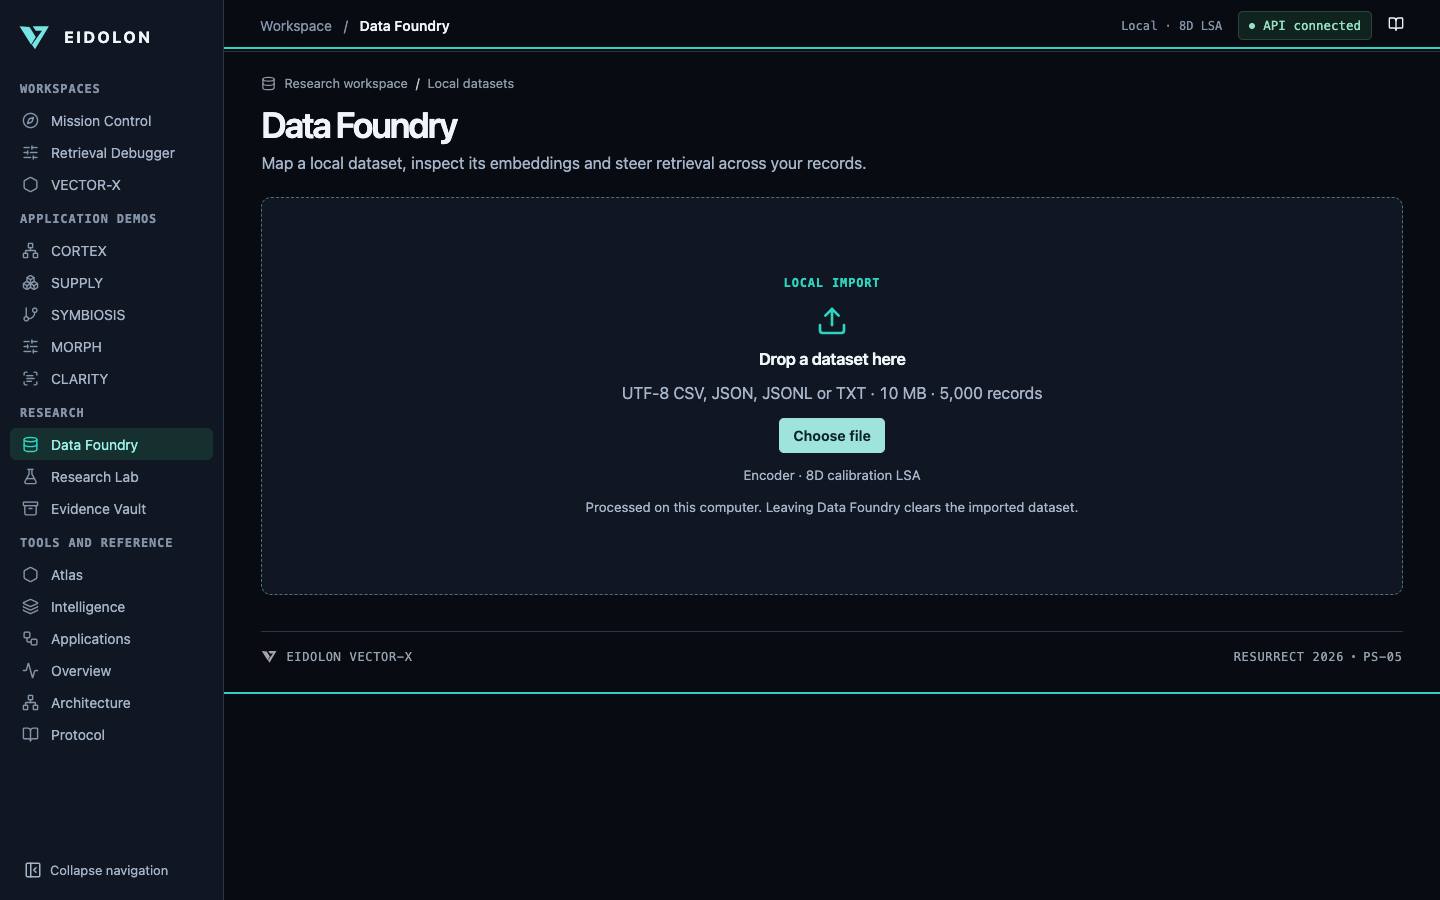 EIDOLON
WORKSPACES
Mission Control
Retrieval Debugger
VECTOR-X
APPLICATION DEMOS
CORTEX
SUPPLY
SYMBIOSIS
MORPH
CLARITY
RESEARCH
Data Foundry
Research Lab
Evidence Vault
TOOLS AND REFERENCE
Atlas
Intelligence
Applications
Overview
Architecture
Protocol
Collapse navigation
Workspace / Data Foundry
Local · 8D LSA
API connected
Research workspace / Local datasets
Data Foundry
Map a local dataset, inspect its embeddings and steer retrieval across your records.
LOCAL IMPORT
Drop a dataset here
UTF-8 CSV, JSON, JSONL or TXT · 10 MB · 5,000 records
Choose file
Encoder · 8D calibration LSA
Processed on this computer. Leaving Data Foundry clears the imported dataset.
EIDOLON VECTOR-X
RESURRECT 2026 • PS-05